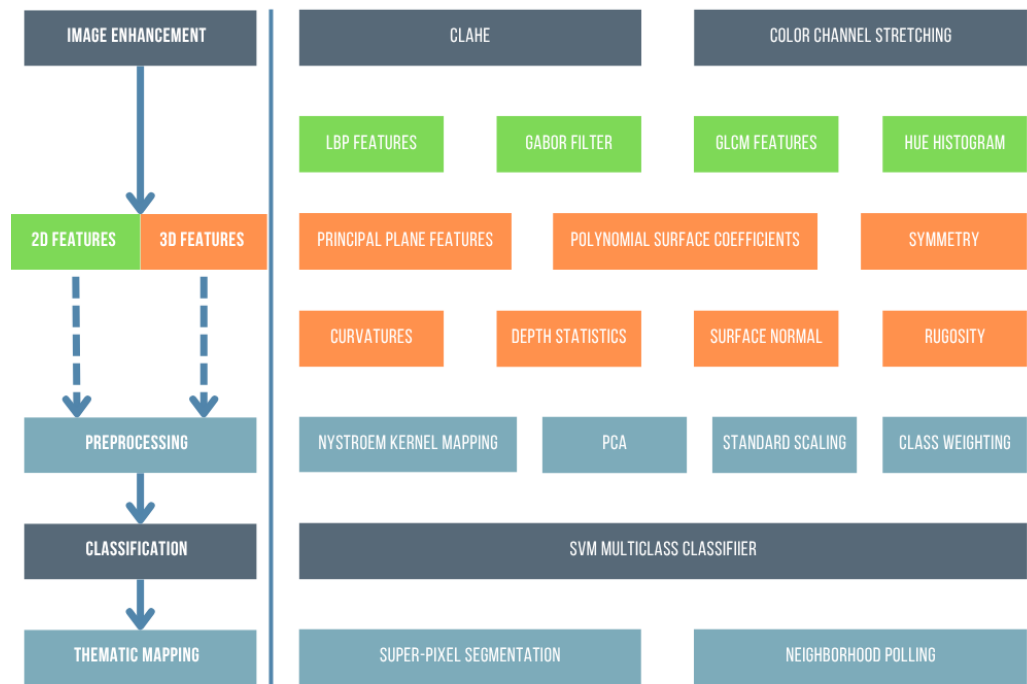 IMAGE ENHANCEMENT
CLAHE
COLOR CHANNEL STRETCHING
LBP FEATURES
GABOR FILTER
GLCM FEATURES
HUE HISTOGRAM
2D FEATURES
3D FEATURES
PRINCIPAL PLANE FEATURES
POLYNOMIAL SURFACE COEFFICIENTS
SYMMETRY
CURVATURES
DEPTH STATISTICS
SURFACE NORMAL
RUGOSITY
PREPROCESSING
NYSTROEM KERNEL MAPPING
PCA
STANDARD SCALING
CLASS WEIGHTING
CLASSIFICATION
SVM MULTICLASS CLASSIFIIER
THEMATIC MAPPING
SUPER-PIXEL SEGMENTATION
NEIGHBORHOOD POLLING